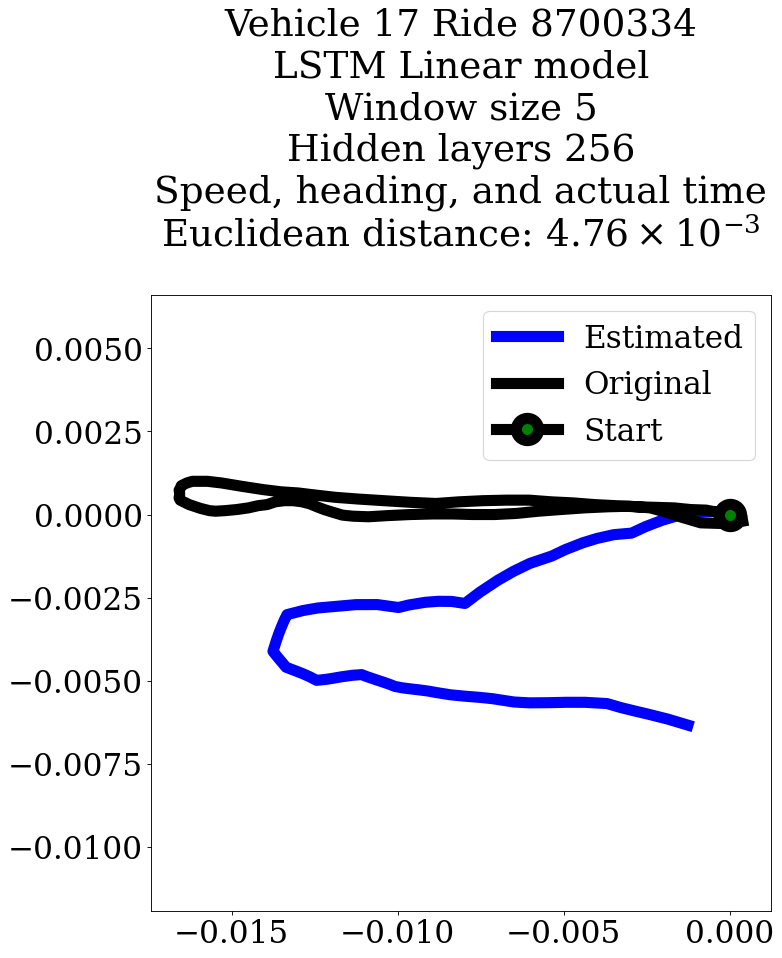 Vehicle 17 Ride 8700334
LSTM Linear model
Window size 5
Hidden layers 256
Speed, heading, and actual time
Euclidean distance: 4.76 × 10⁻³
Estimated
Original
Start
0.0050
0.0025
0.0000
−0.0025
−0.0050
−0.0075
−0.0100
−0.015
−0.010
−0.005
0.000